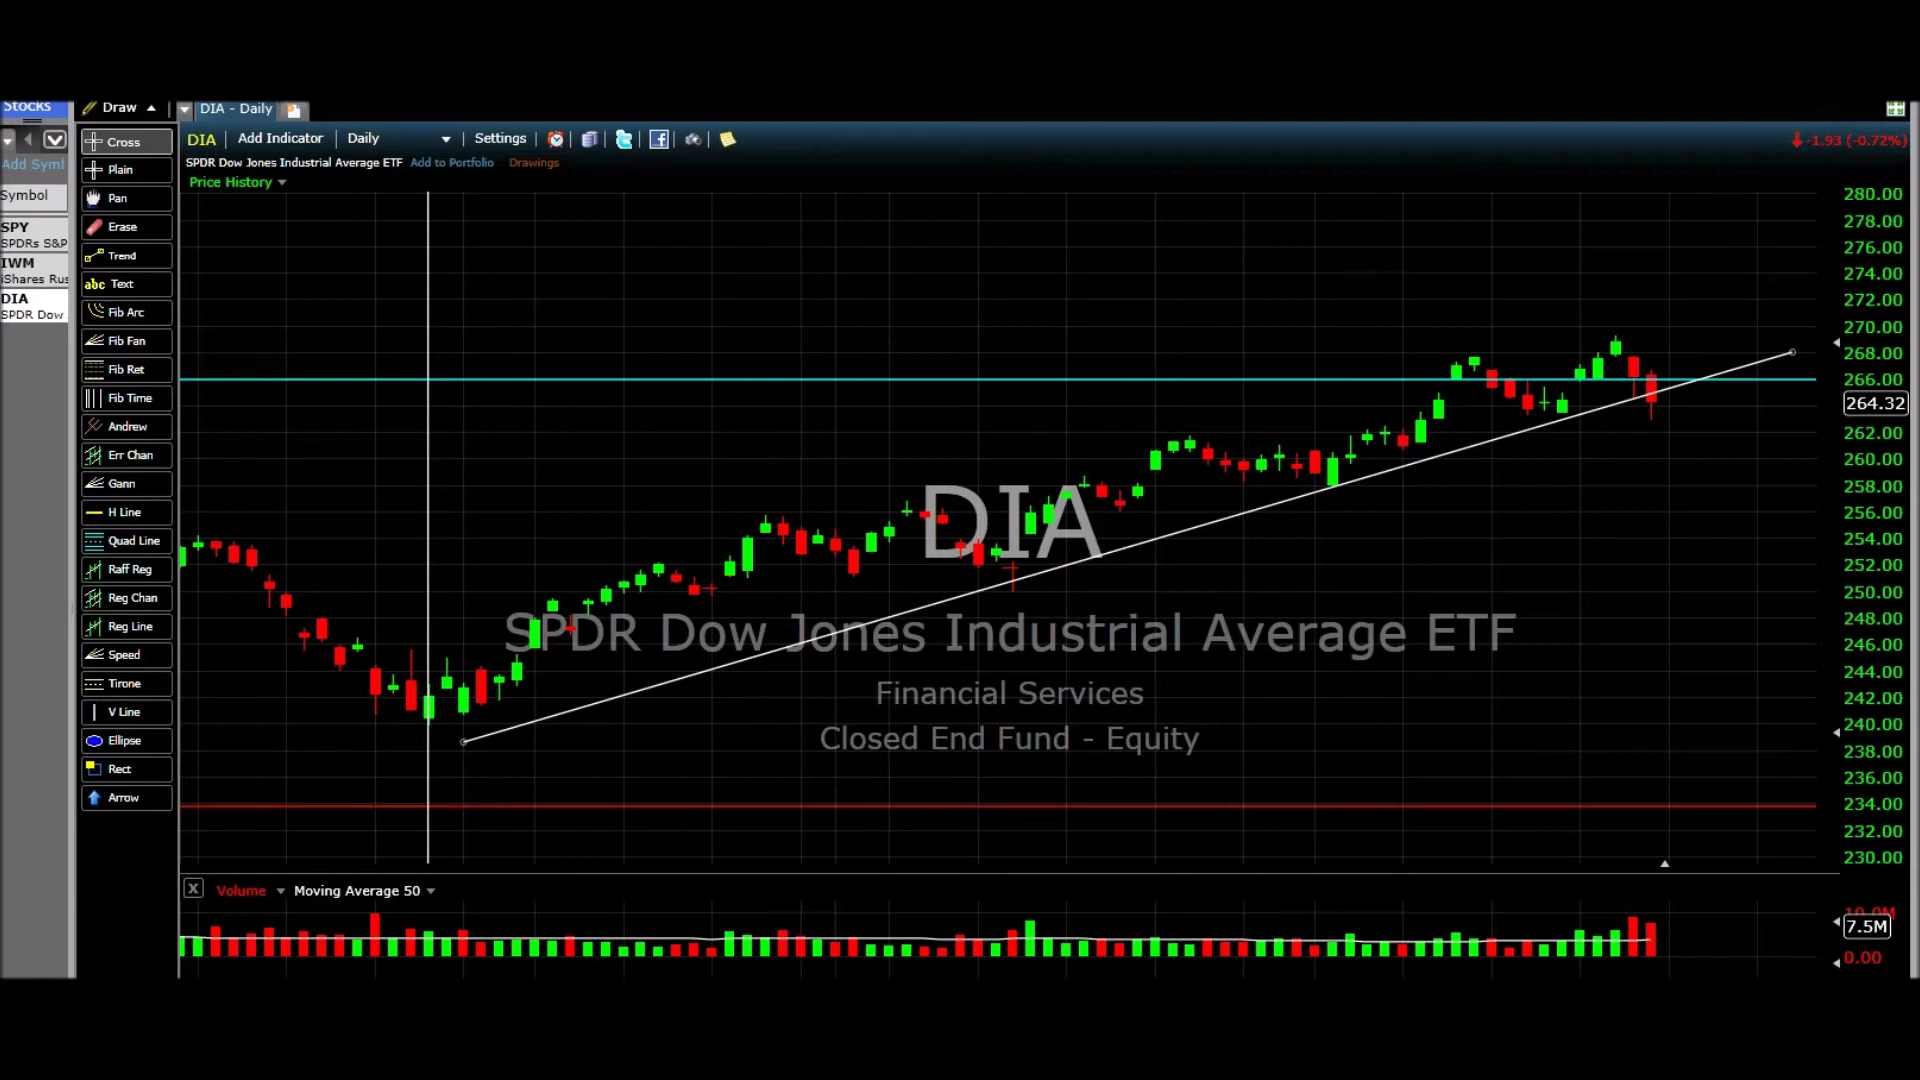 Stocks
Draw
DIA - Daily
Cross
DIA
Add Indicator
Daily
Settings
-1.93 (-0.72%)
Add Symb
Plain
SPDR Dow Jones Industrial Average ETF
Add to Portfolio
Drawings
Symbol
Pan
Price History
SPY
SPDRs S&P
Erase
IWM
iShares Rus
Trend
DIA
SPDR Dow
Text
abc
Fib Arc
Fib Fan
Fib Ret
Fib Time
Andrew
Err Chan
Gann
H Line
Quad Line
Raff Reg
Reg Chan
Reg Line
Speed
Tirone
V Line
Ellipse
Rect
Arrow
DIA
SPDR Dow Jones Industrial Average ETF
Financial Services
Closed End Fund - Equity
280.00
278.00
276.00
274.00
272.00
270.00
268.00
266.00
264.32
262.00
260.00
258.00
256.00
254.00
252.00
250.00
248.00
246.00
244.00
242.00
240.00
238.00
236.00
234.00
232.00
230.00
X
Volume
Moving Average 50
10.0M
7.5M
0.00